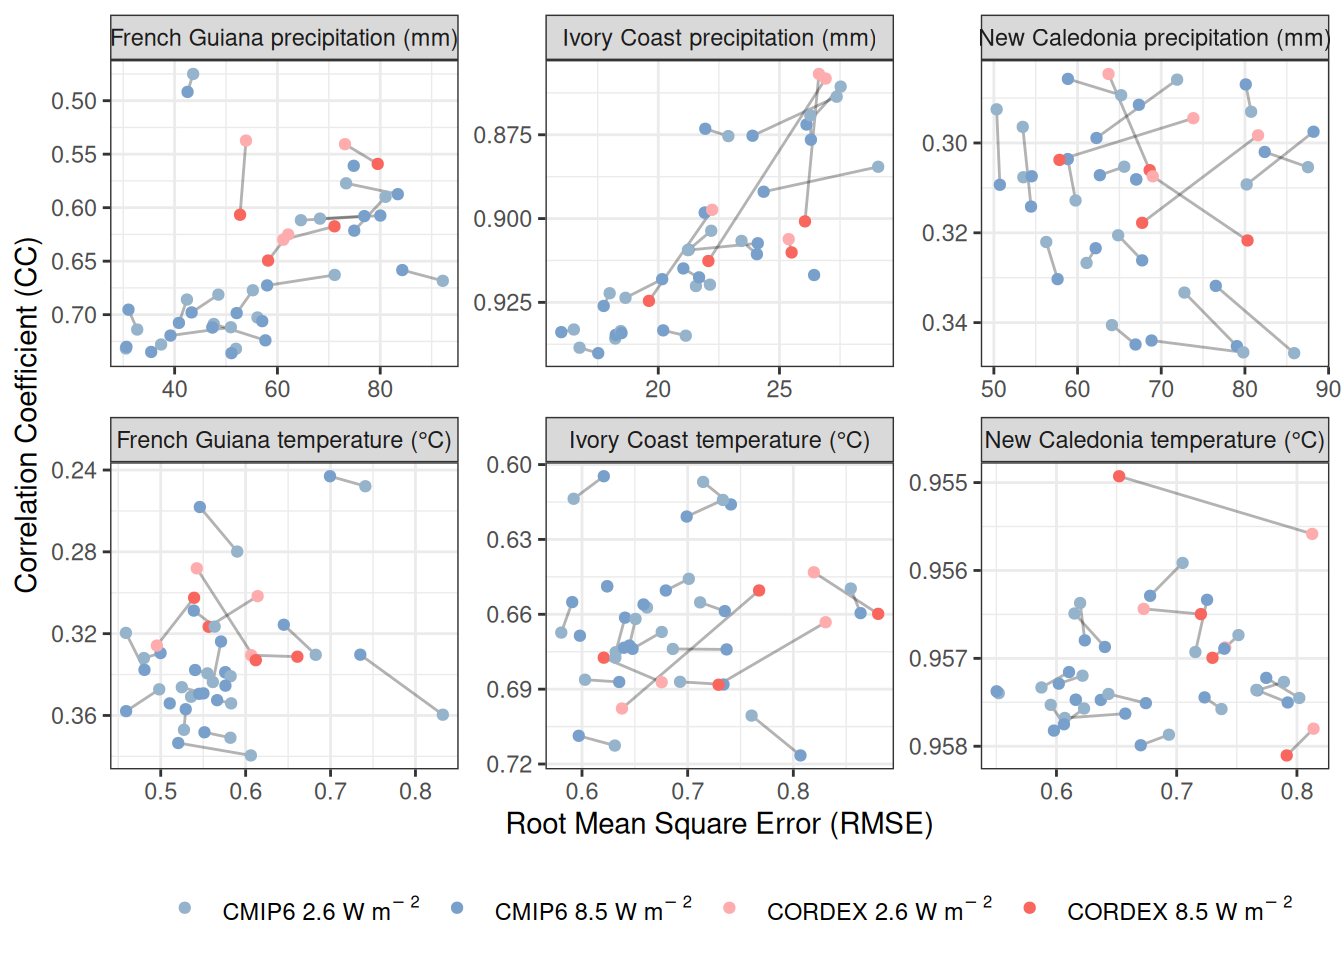 French Guiana precipitation (mm)
Ivory Coast precipitation (mm)
New Caledonia precipitation (mm)
0.50
0.55
0.60
0.65
0.70
40 60 80
0.875
0.900
0.925
20 25
0.30
0.32
0.34
50 60 70 80 90
French Guiana temperature (°C)
Ivory Coast temperature (°C)
New Caledonia temperature (°C)
0.24
0.28
0.32
0.36
0.5 0.6 0.7 0.8
0.60
0.63
0.66
0.69
0.72
0.6 0.7 0.8
0.955
0.956
0.957
0.958
0.6 0.7 0.8
Correlation Coefficient (CC)
Root Mean Square Error (RMSE)
CMIP6 2.6 W m⁻²
CMIP6 8.5 W m⁻²
CORDEX 2.6 W m⁻²
CORDEX 8.5 W m⁻²